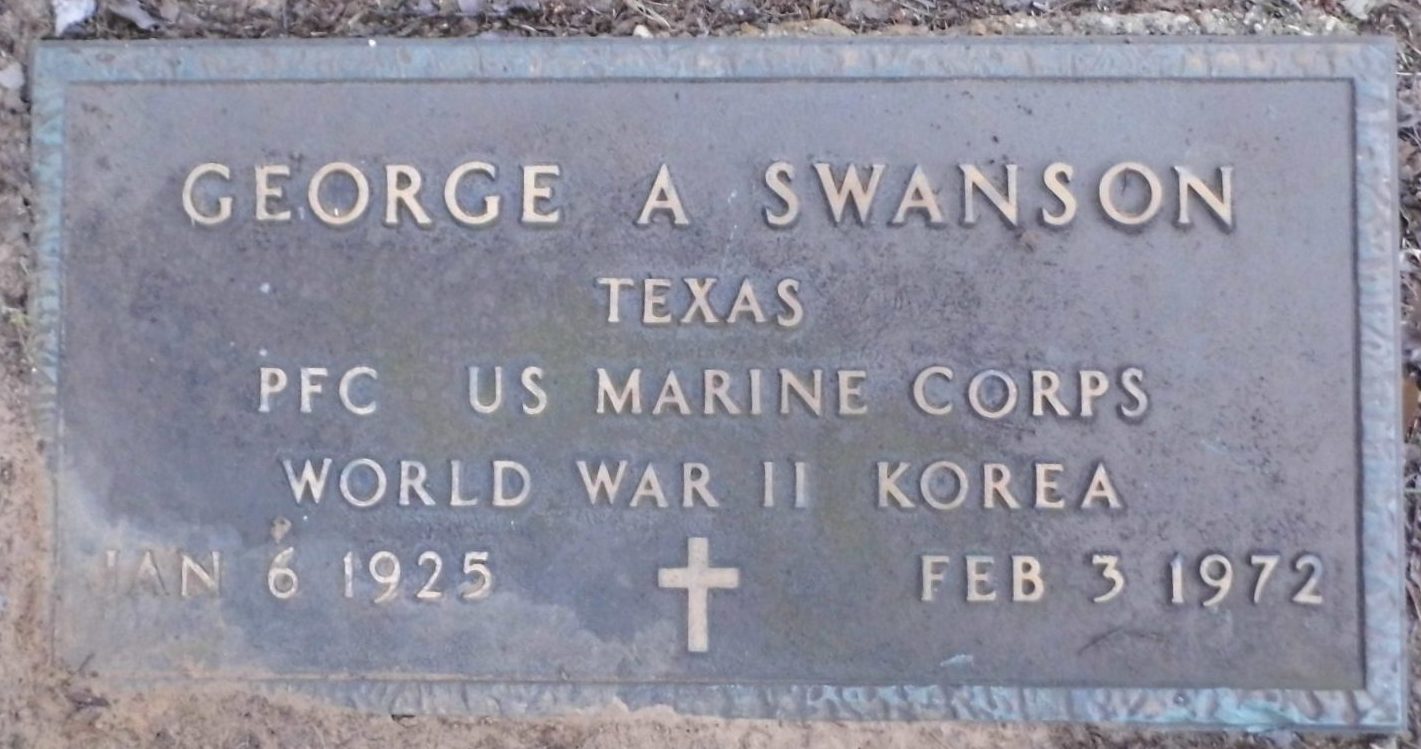 GEORGE A SWANSON
TEXAS
PFC US MARINE CORPS
WORLD WAR II KOREA
JAN 6 1925 FEB 3 1972